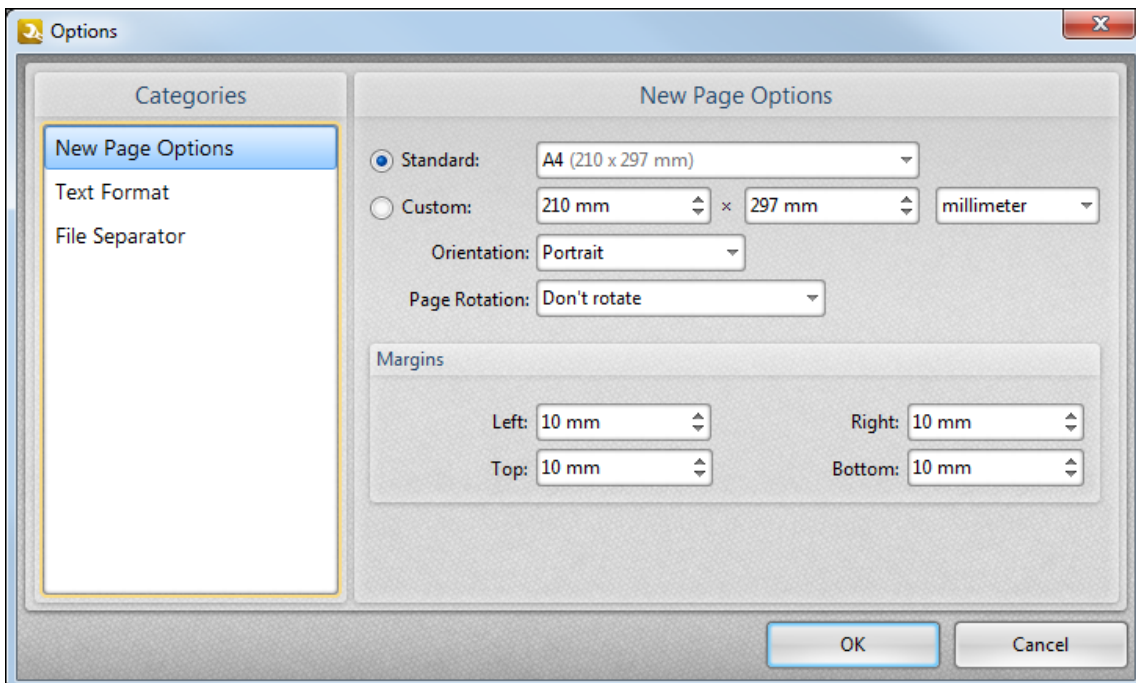 Options
Categories
New Page Options
Text Format
File Separator
New Page Options
Standard: A4 (210 x 297 mm)
Custom: 210 mm × 297 mm millimeter
Orientation: Portrait
Page Rotation: Don't rotate
Margins
Left: 10 mm Right: 10 mm
Top: 10 mm Bottom: 10 mm
OK Cancel